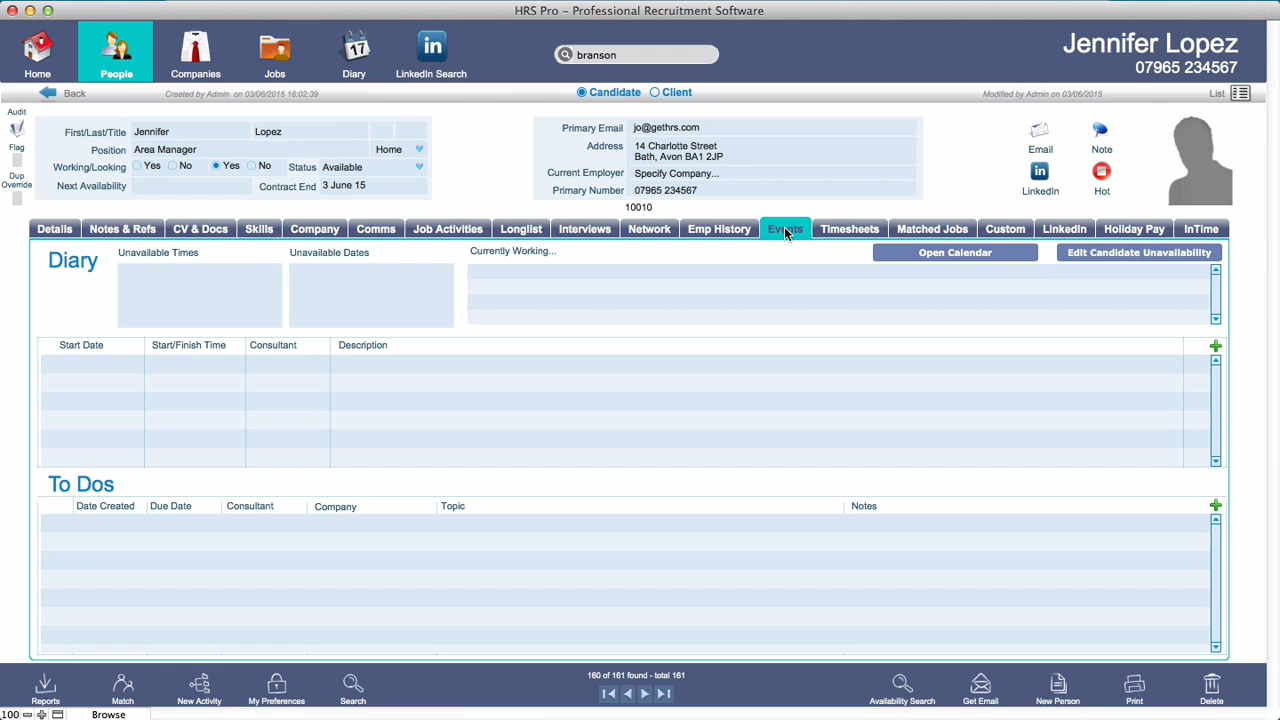 HRS Pro – Professional Recruitment Software
Home
People
Companies
Jobs
17
Diary
in
LinkedIn Search
branson
Jennifer Lopez
07965 234567
Back
Created by Admin on 03/06/2015 16:02:39
Candidate
Client
Modified by Admin on 03/06/2015
List
Audit
Flag
Dup
Override
First/Last/Title Jennifer Lopez
Position Area Manager Home
Working/Looking Yes No Yes No Status Available
Next Availability Contract End 3 June 15
Primary Email jo@gethrs.com
Address 14 Charlotte Street
Bath, Avon BA1 2JP
Current Employer Specify Company...
Primary Number 07965 234567
10010
Email
Note
in
LinkedIn
Hot
Details
Notes & Refs
CV & Docs
Skills
Company
Comms
Job Activities
Longlist
Interviews
Network
Emp History
Events
Timesheets
Matched Jobs
Custom
Linkedin
Holiday Pay
InTime
Diary
Unavailable Times
Unavailable Dates
Currently Working...
Open Calendar
Edit Candidate Unavailability
Start Date Start/Finish Time Consultant Description
To Dos
Date Created Due Date Consultant Company Topic Notes
160 of 161 found - total 161
Reports
Match
New Activity
My Preferences
Search
Availability Search
Get Email
New Person
Print
Delete
100
Browse